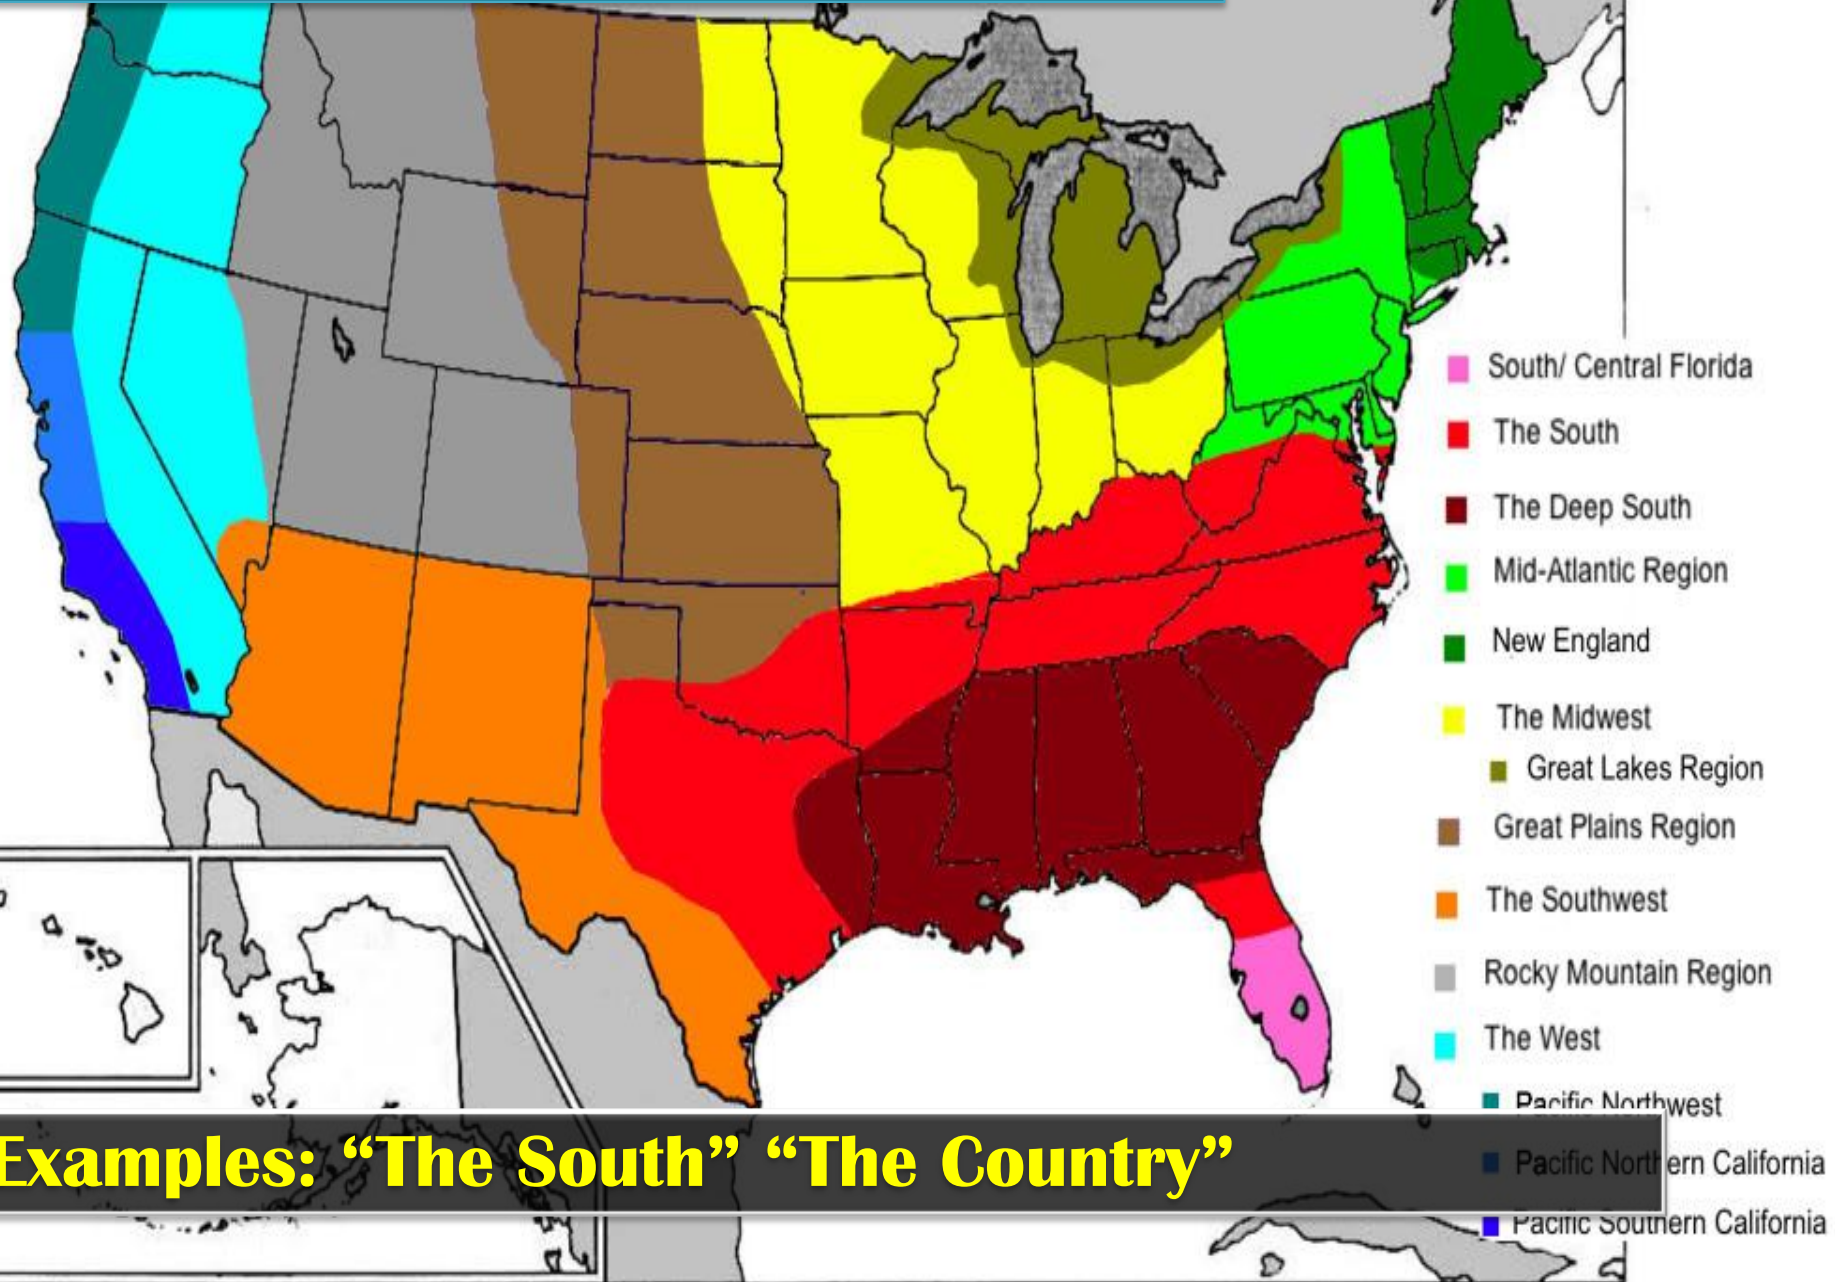 South/ Central Florida
The South
The Deep South
Mid-Atlantic Region
New England
The Midwest
Great Lakes Region
Great Plains Region
The Southwest
Rocky Mountain Region
The West
Pacific Northwest
Pacific Northern California
Pacific Southern California
Examples: “The South” “The Country”